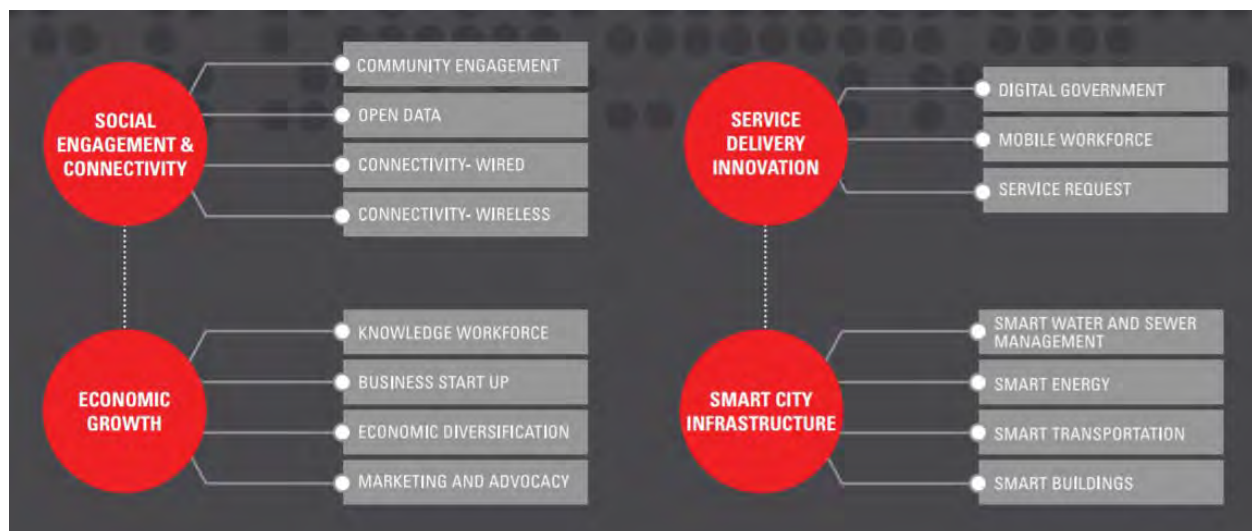 SOCIAL
ENGAGEMENT &
CONNECTIVITY
COMMUNITY ENGAGEMENT
OPEN DATA
CONNECTIVITY- WIRED
CONNECTIVITY- WIRELESS
ECONOMIC
GROWTH
KNOWLEDGE WORKFORCE
BUSINESS START UP
ECONOMIC DIVERSIFICATION
MARKETING AND ADVOCACY
SERVICE
DELIVERY
INNOVATION
DIGITAL GOVERNMENT
MOBILE WORKFORCE
SERVICE REQUEST
SMART CITY
INFRASTRUCTURE
SMART WATER AND SEWER
MANAGEMENT
SMART ENERGY
SMART TRANSPORTATION
SMART BUILDINGS